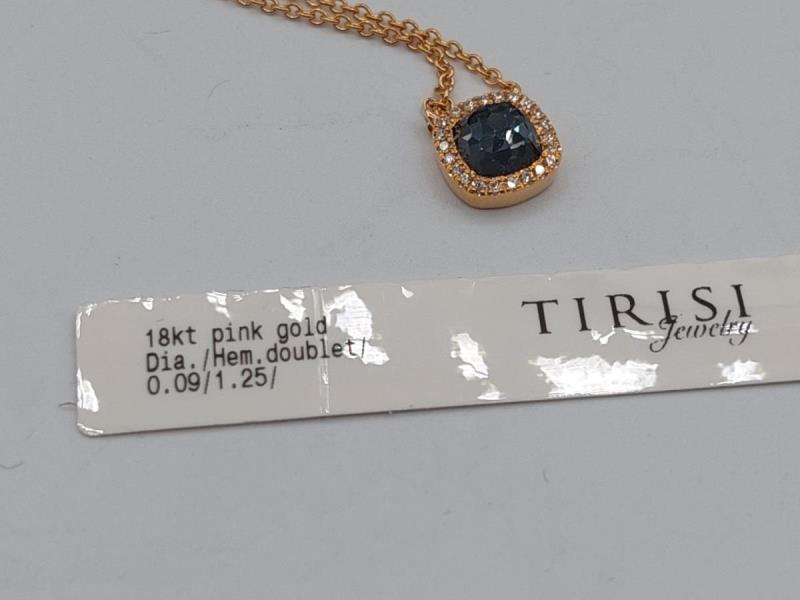 18kt pink gold
Dia./Hem.doublet/
0.09/1.25/
TIRISI
Jewelry